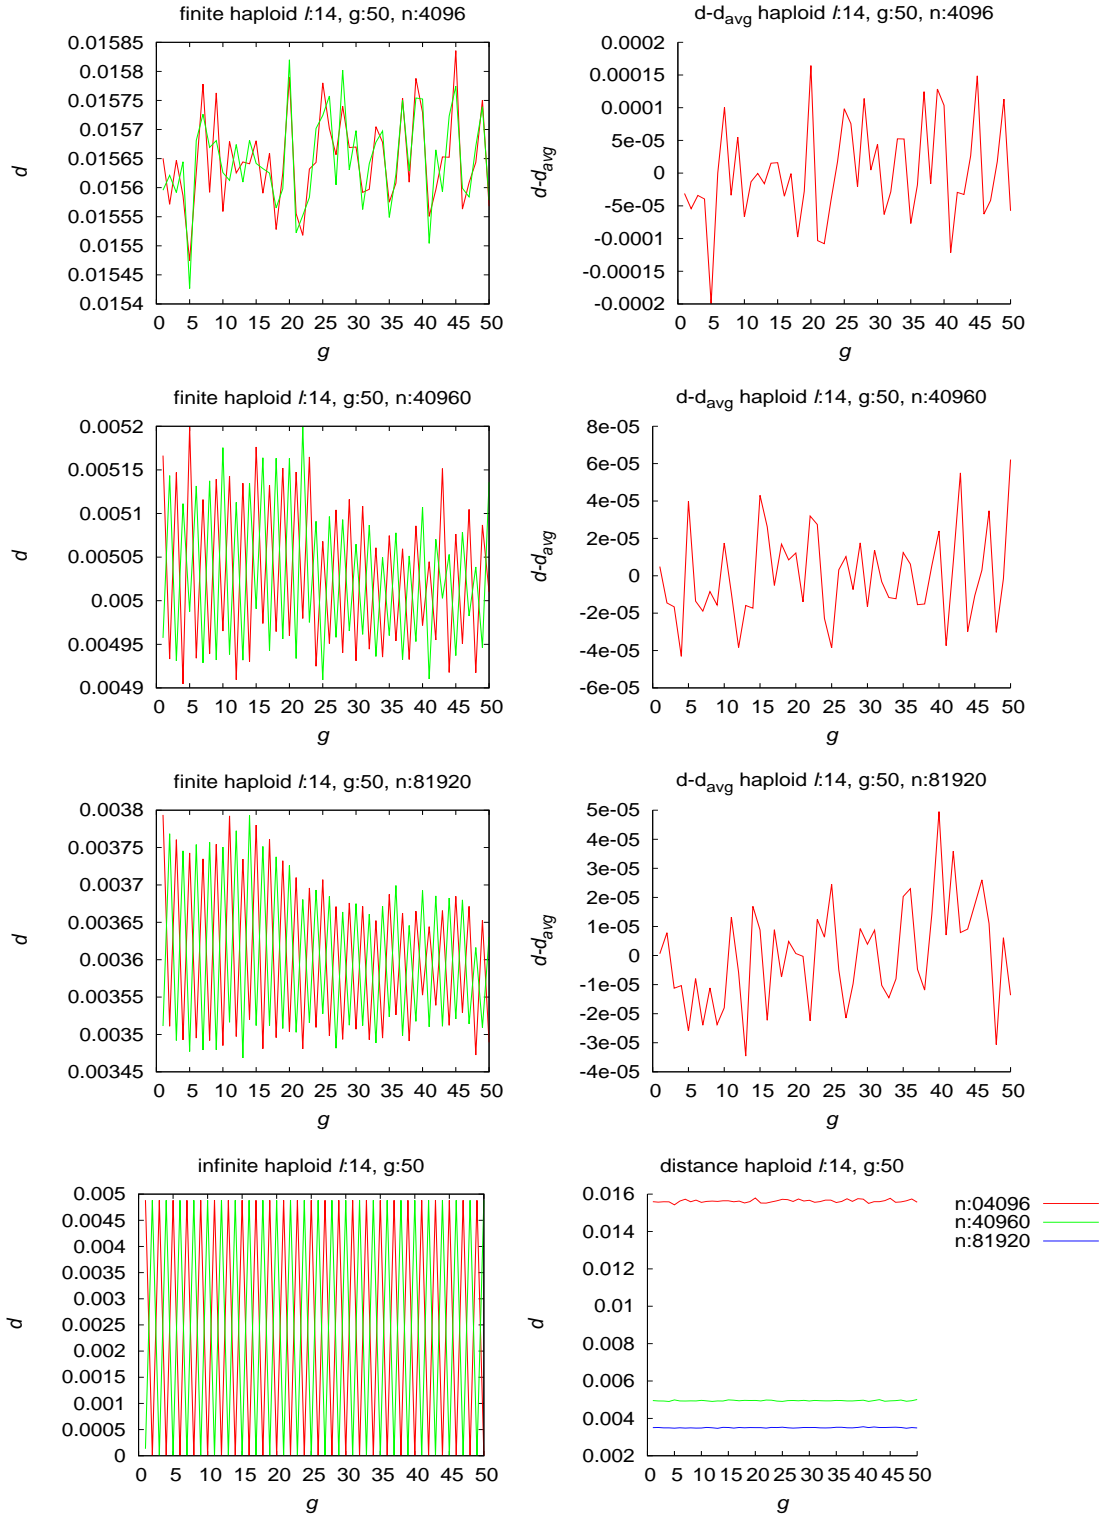 finite haploid l:14, g:50, n:4096
d
0.01585
0.0158
0.01575
0.0157
0.01565
0.0156
0.01555
0.0155
0.01545
0.0154
0 5 10 15 20 25 30 35 40 45 50
g
d-davg haploid l:14, g:50, n:4096
d-davg
0.0002
0.00015
0.0001
5e-05
0
-5e-05
-0.0001
-0.00015
-0.0002
0 5 10 15 20 25 30 35 40 45 50
g
finite haploid l:14, g:50, n:40960
d
0.0052
0.00515
0.0051
0.00505
0.005
0.00495
0.0049
0 5 10 15 20 25 30 35 40 45 50
g
d-davg haploid l:14, g:50, n:40960
d-davg
8e-05
6e-05
4e-05
2e-05
0
-2e-05
-4e-05
-6e-05
0 5 10 15 20 25 30 35 40 45 50
g
finite haploid l:14, g:50, n:81920
d
0.0038
0.00375
0.0037
0.00365
0.0036
0.00355
0.0035
0.00345
0 5 10 15 20 25 30 35 40 45 50
g
d-davg haploid l:14, g:50, n:81920
d-davg
5e-05
4e-05
3e-05
2e-05
1e-05
0
-1e-05
-2e-05
-3e-05
-4e-05
0 5 10 15 20 25 30 35 40 45 50
g
infinite haploid l:14, g:50
d
0.005
0.0045
0.004
0.0035
0.003
0.0025
0.002
0.0015
0.001
0.0005
0
0 5 10 15 20 25 30 35 40 45 50
g
distance haploid l:14, g:50
d
0.016
0.014
0.012
0.01
0.008
0.006
0.004
0.002
0 5 10 15 20 25 30 35 40 45 50
g
n:04096
n:40960
n:81920